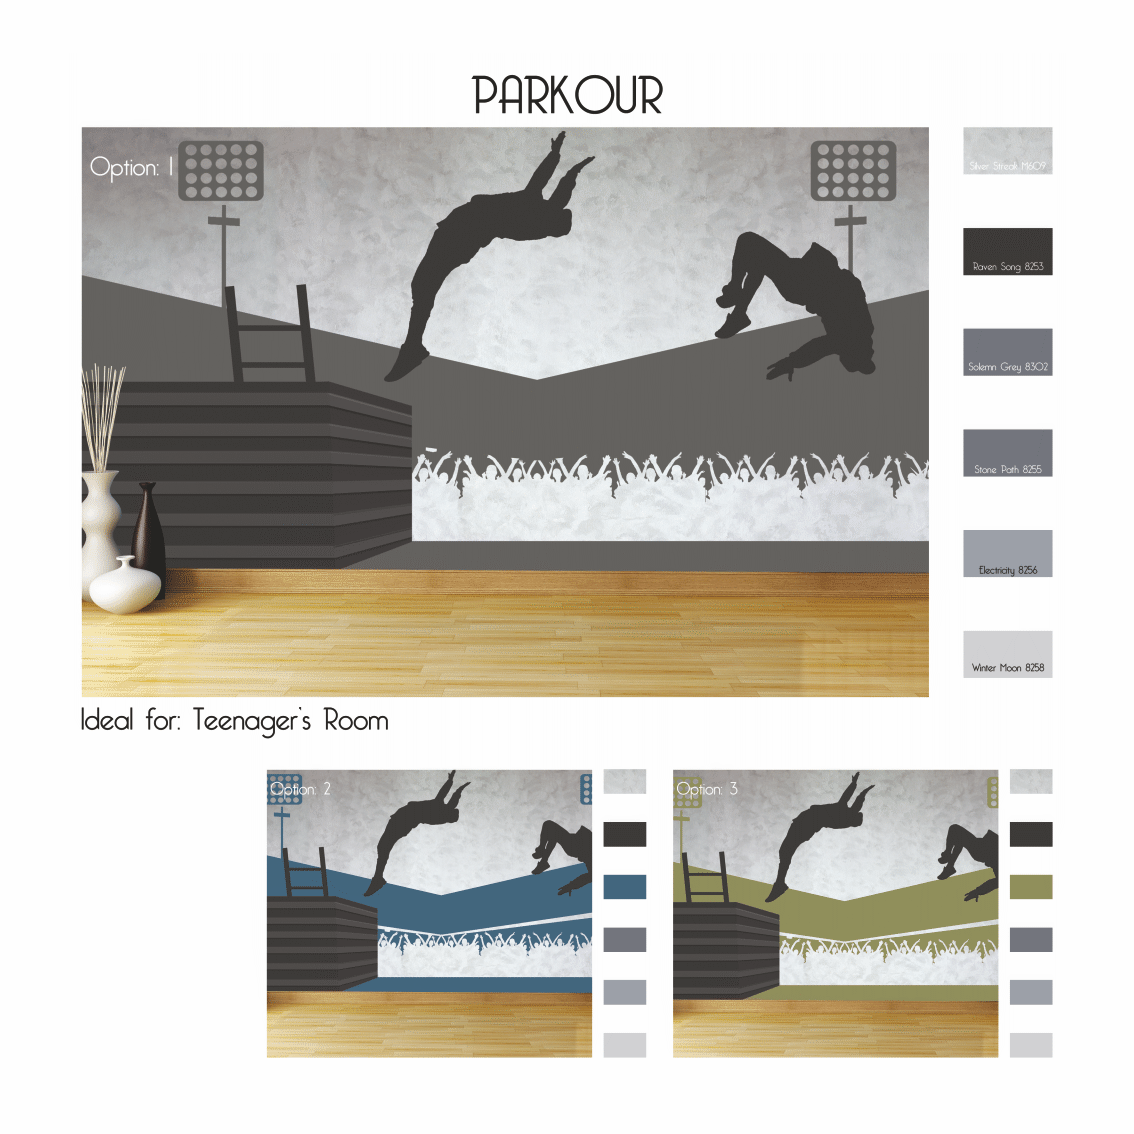 PARKOUR
Option: 1
Silver Streak M609
Raven Song 8253
Solemn Grey 8302
Stone Path 8255
Electricity 8256
Winter Moon 8258
Ideal for: Teenager's Room
Option: 2
Option: 3